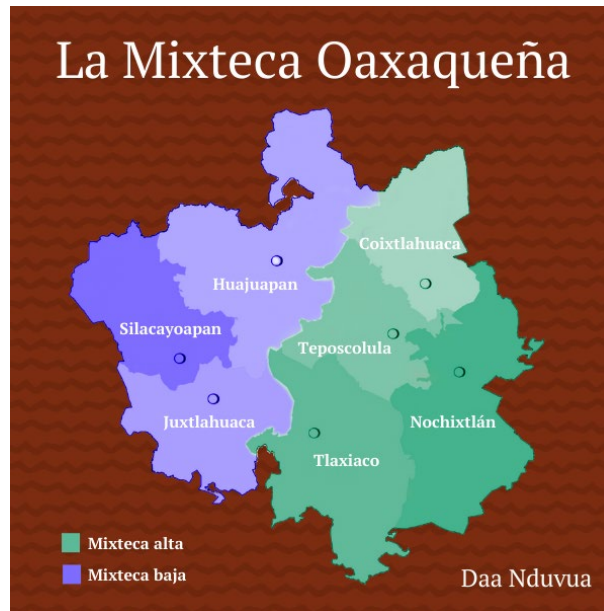 La Mixteca Oaxaqueña
Coixtlahuaca
Huajuapan
Silacayoapan
Teposcolula
Juxtlahuaca
Nochixtlán
Tlaxiaco
Mixteca alta
Mixteca baja
Daa Nduvua